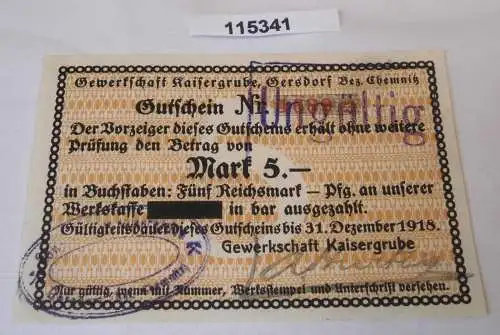 115341
Gewerkschaft Kaisergrube, Gersdorf Bez. Chemnitz
Gutschein Nr
Ungültig
Der Vorzeiger dieses Gutscheins erhält ohne weitere
Prüfung den Betrag von
Mark 5.—
in Buchstaben: Fünf Reichsmark — Pfg. an unserer
Werkskasse in bar ausgezahlt.
Gültigkeitsdauer dieses Gutscheins bis 31. Dezember 1918.
Gewerkschaft Kaisergrube
Nur gültig, wenn mit Nummer, Werksstempel und Unterschrift versehen.